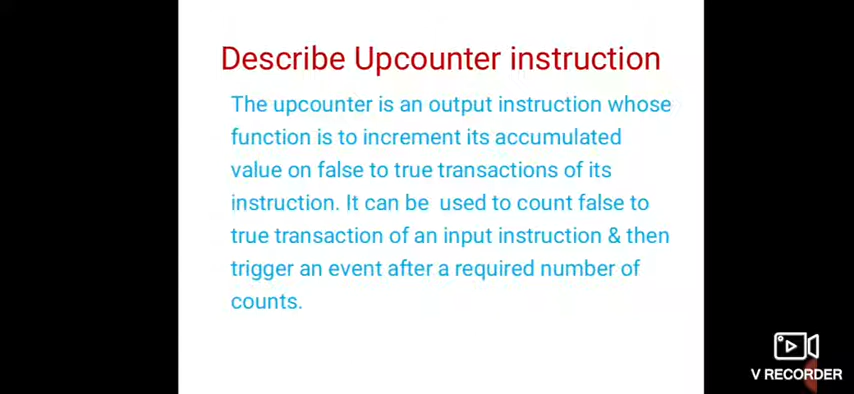 Describe Upcounter instruction
The upcounter is an output instruction whose
function is to increment its accumulated
value on false to true transactions of its
instruction. It can be used to count false to
true transaction of an input instruction & then
trigger an event after a required number of
counts.
V RECORDER